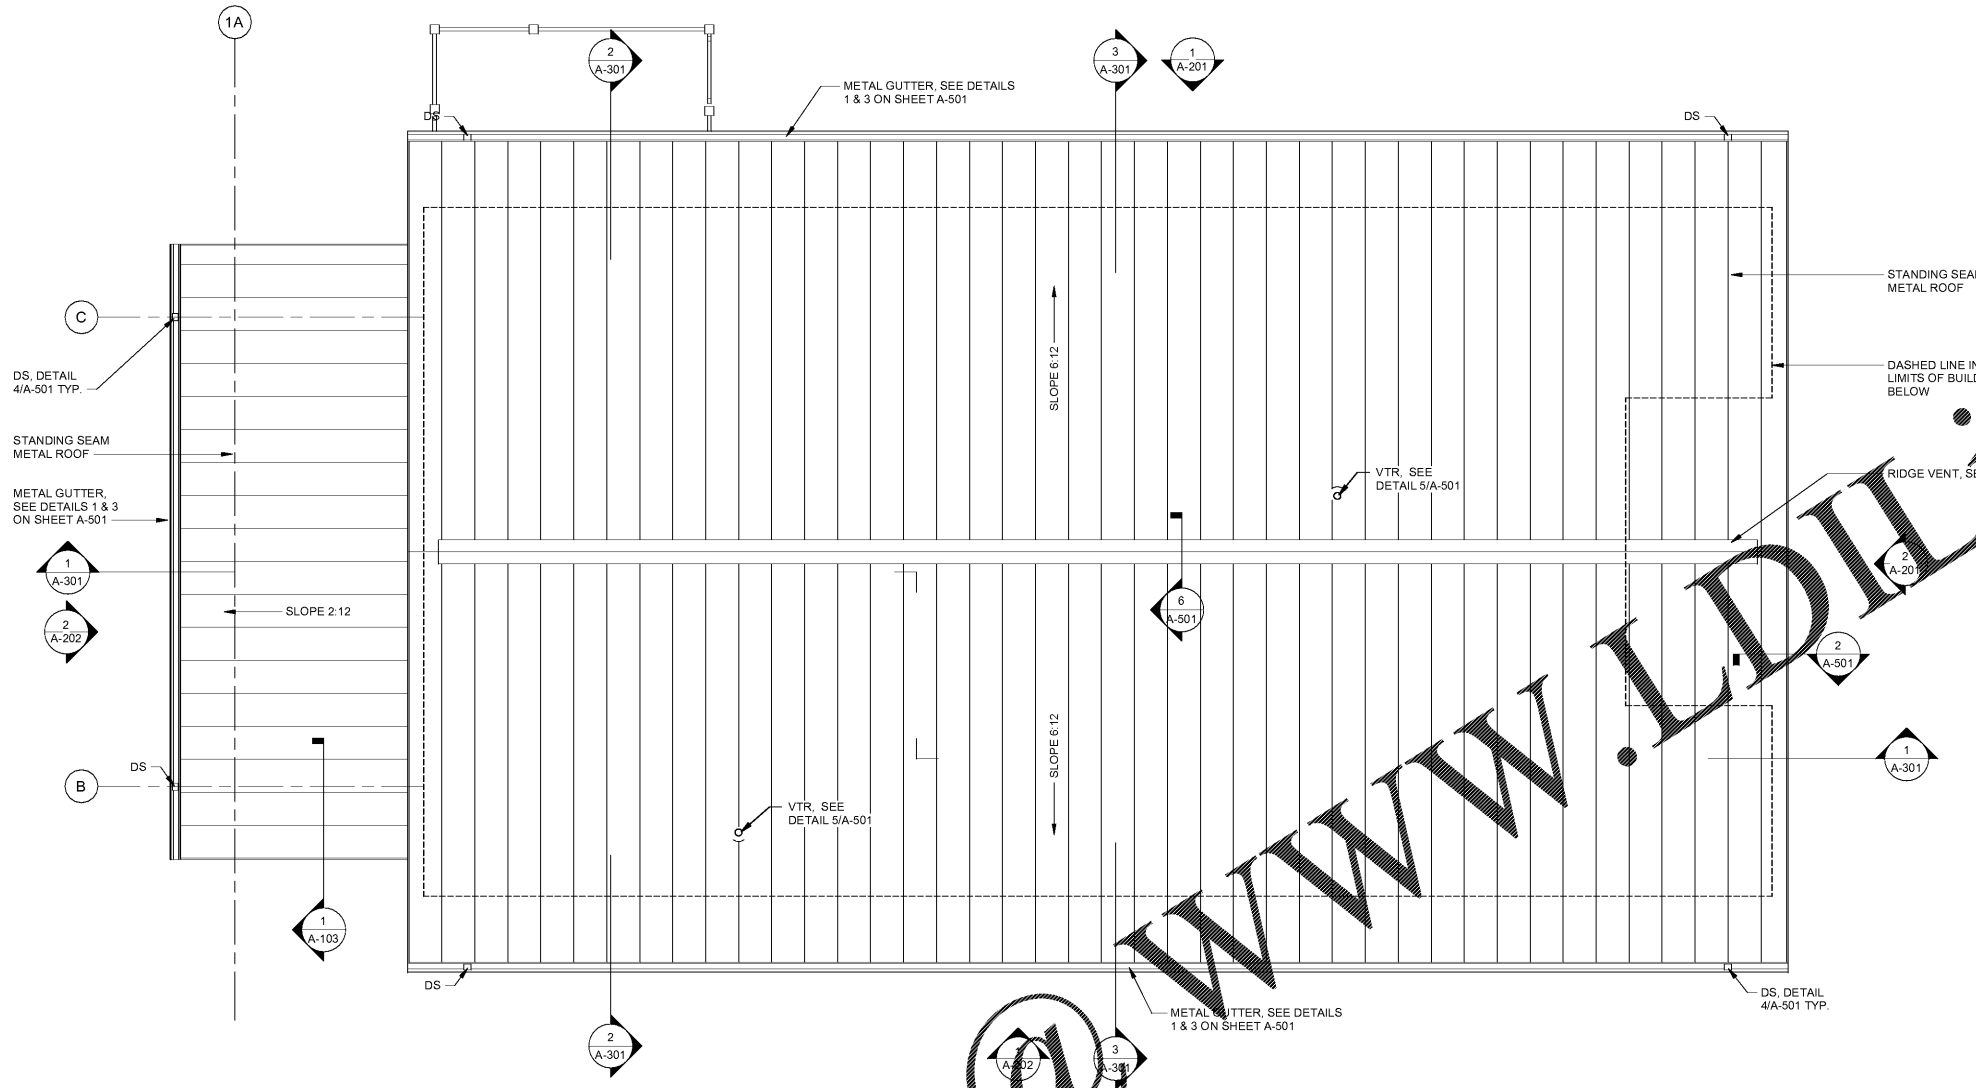 1A
2
A-301
3
A-301
1
A-201
METAL GUTTER, SEE DETAILS
1 & 3 ON SHEET A-501
DS
DS
STANDING SEA
METAL ROOF
C
DS, DETAIL
4/A-501 TYP.
SLOPE 6:12
DASHED LINE IN
LIMITS OF BUIL
BELOW
STANDING SEAM
METAL ROOF
VTR, SEE
DETAIL 5/A-501
RIDGE VENT, SE
METAL GUTTER,
SEE DETAILS 1 & 3
ON SHEET A-501
1
A-301
2
A-201
SLOPE 2:12
2
A-202
6
A-501
2
A-501
SLOPE 6:12
1
A-301
DS
B
VTR, SEE
DETAIL 5/A-501
1
A-103
DS
DS, DETAIL
4/A-501 TYP.
METAL GUTTER, SEE DETAILS
1 & 3 ON SHEET A-501
2
A-301
A-202
3
A-301
@ WWW.LDIL